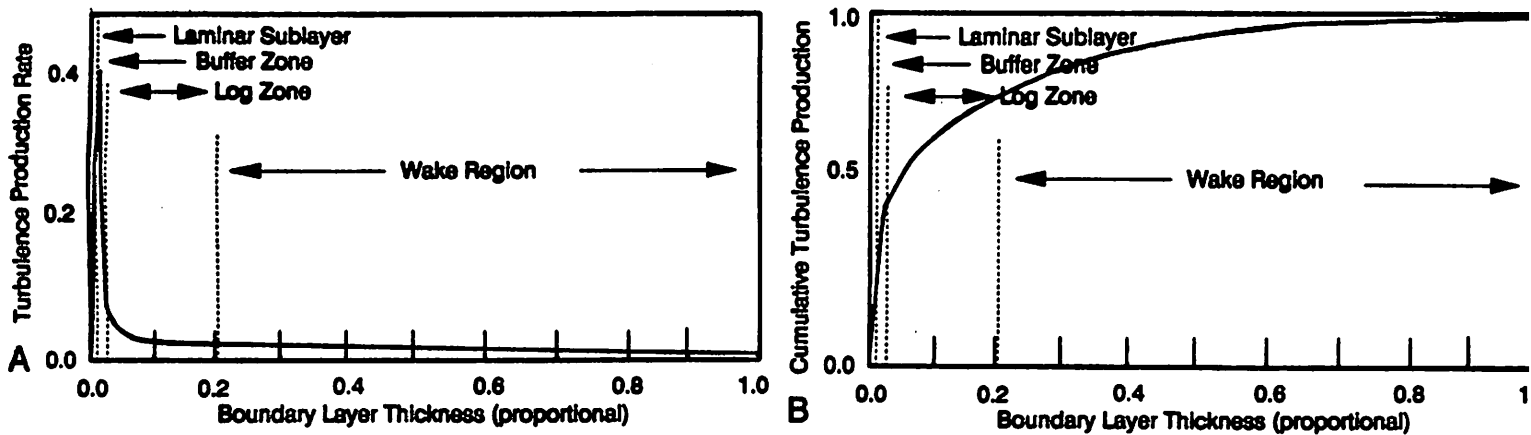 Turbulence Production Rate
0.4
0.2
0.0
Laminar Sublayer
Buffer Zone
Log Zone
Wake Region
A
0.0 0.2 0.4 0.6 0.8 1.0
Boundary Layer Thickness (proportional)
Cumulative Turbulence Production
1.0
0.5
0.0
Laminar Sublayer
Buffer Zone
Log Zone
Wake Region
B
0.0 0.2 0.4 0.6 0.8 1
Boundary Layer Thickness (proportional)